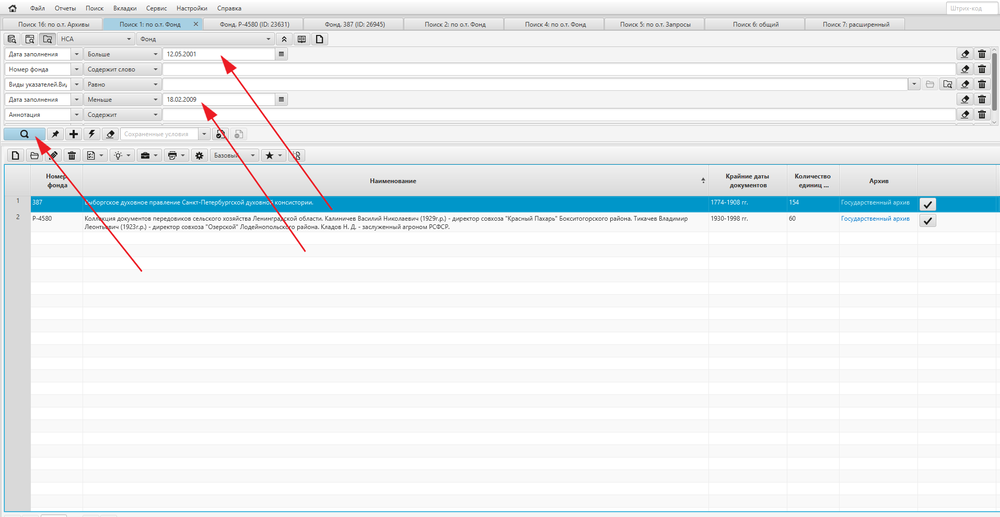 Файл Отчеты Поиск Вкладки Сервис Настройки Справка Штрих-код
Поиск 16: по о.т. Архивы Поиск 1: по о.т. Фонд Фонд. Р-4580 (ID: 23631) Фонд. 387 (ID: 26945) Поиск 2: по о.т. Фонд Поиск 4: по о.т. Фонд Поиск 5: по о.т. Запросы Поиск 6: общий Поиск 7: расширенный
НСА Фонд
Дата заполнения Больше 12.05.2001
Номер фонда Содержит слово
Виды указателей.Ви Равно
Дата заполнения Меньше 18.02.2009
Аннотация Содержит
Сохраненные условия
Базовый
Номер фонда Наименование Крайние даты документов Количество единиц ... Архив
1 387 Выборгское духовное правление Санкт-Петербургской духовной консистории. 1774-1908 гг. 154 Государственный архив
2 Р-4580 Коллекция документов передовиков сельского хозяйства Ленинградской области. Калиничев Василий Николаевич (1929г.р.) - директор совхоза "Красный Пахарь" Бокситогорского района. Тикачев Владимир 1930-1998 гг. 60 Государственный архив
Леонтьевич (1923г.р.) - директор совхоза "Озерской" Лодейнопольского района. Кладов Н. Д. - заслуженный агроном РСФСР.